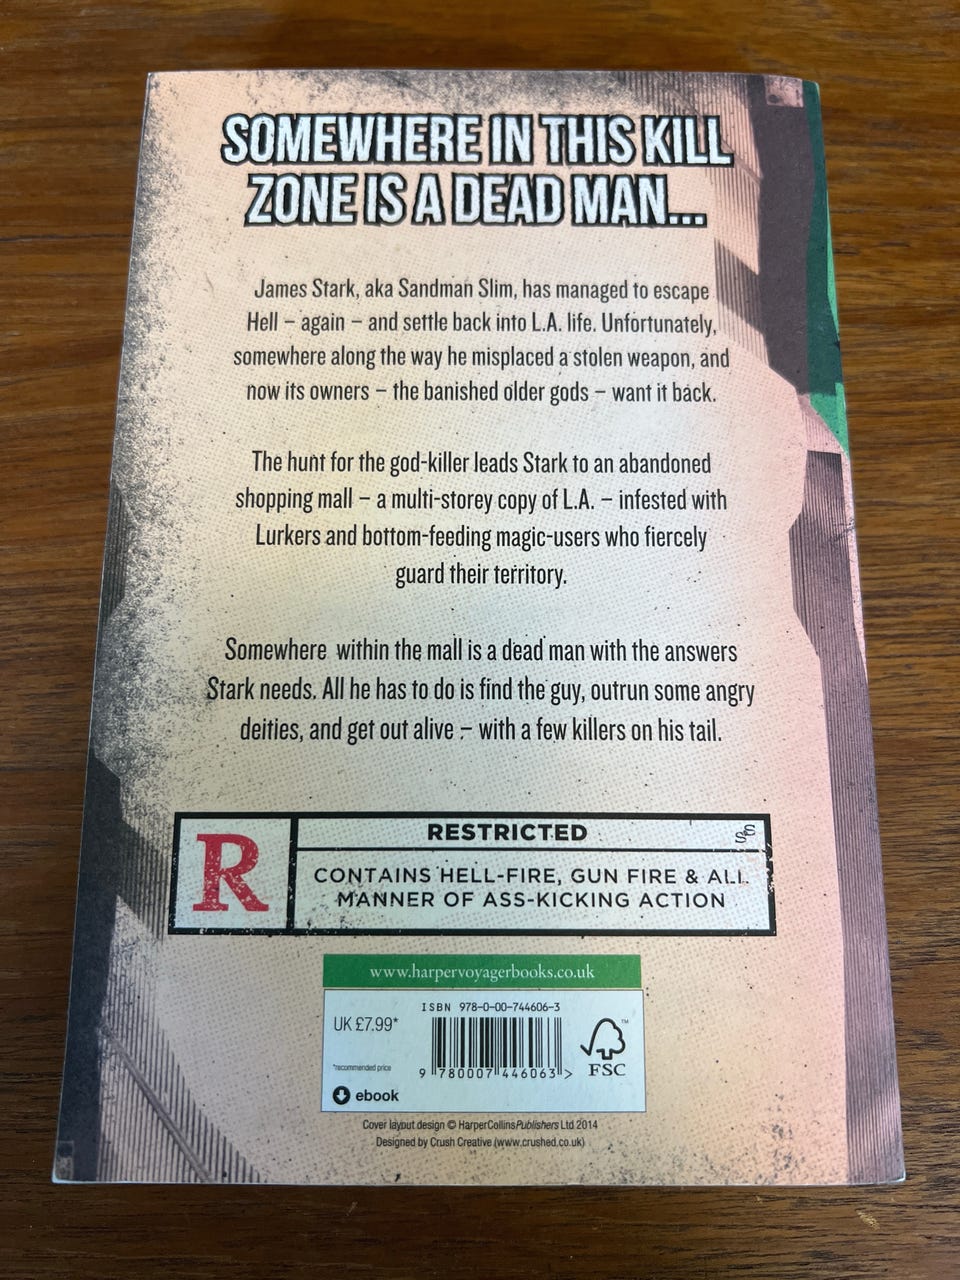 SOMEWHERE IN THIS KILL
ZONE IS A DEAD MAN...
James Stark, aka Sandman Slim, has managed to escape
Hell – again – and settle back into L.A. life. Unfortunately,
somewhere along the way he misplaced a stolen weapon, and
now its owners – the banished older gods – want it back.
The hunt for the god-killer leads Stark to an abandoned
shopping mall – a multi-storey copy of L.A. – infested with
Lurkers and bottom-feeding magic-users who fiercely
guard their territory.
Somewhere within the mall is a dead man with the answers
Stark needs. All he has to do is find the guy, outrun some angry
deities, and get out alive – with a few killers on his tail.
R
RESTRICTED
SS
CONTAINS HELL-FIRE, GUN FIRE & ALL
MANNER OF ASS-KICKING ACTION
www.harpervoyagerbooks.co.uk
ISBN 978-0-00-744606-3
UK £7.99*
*recommended price
9 780007 446063 >
ebook
TM
FSC
Cover layout design © HarperCollinsPublishers Ltd 2014
Designed by Crush Creative (www.crushed.co.uk)